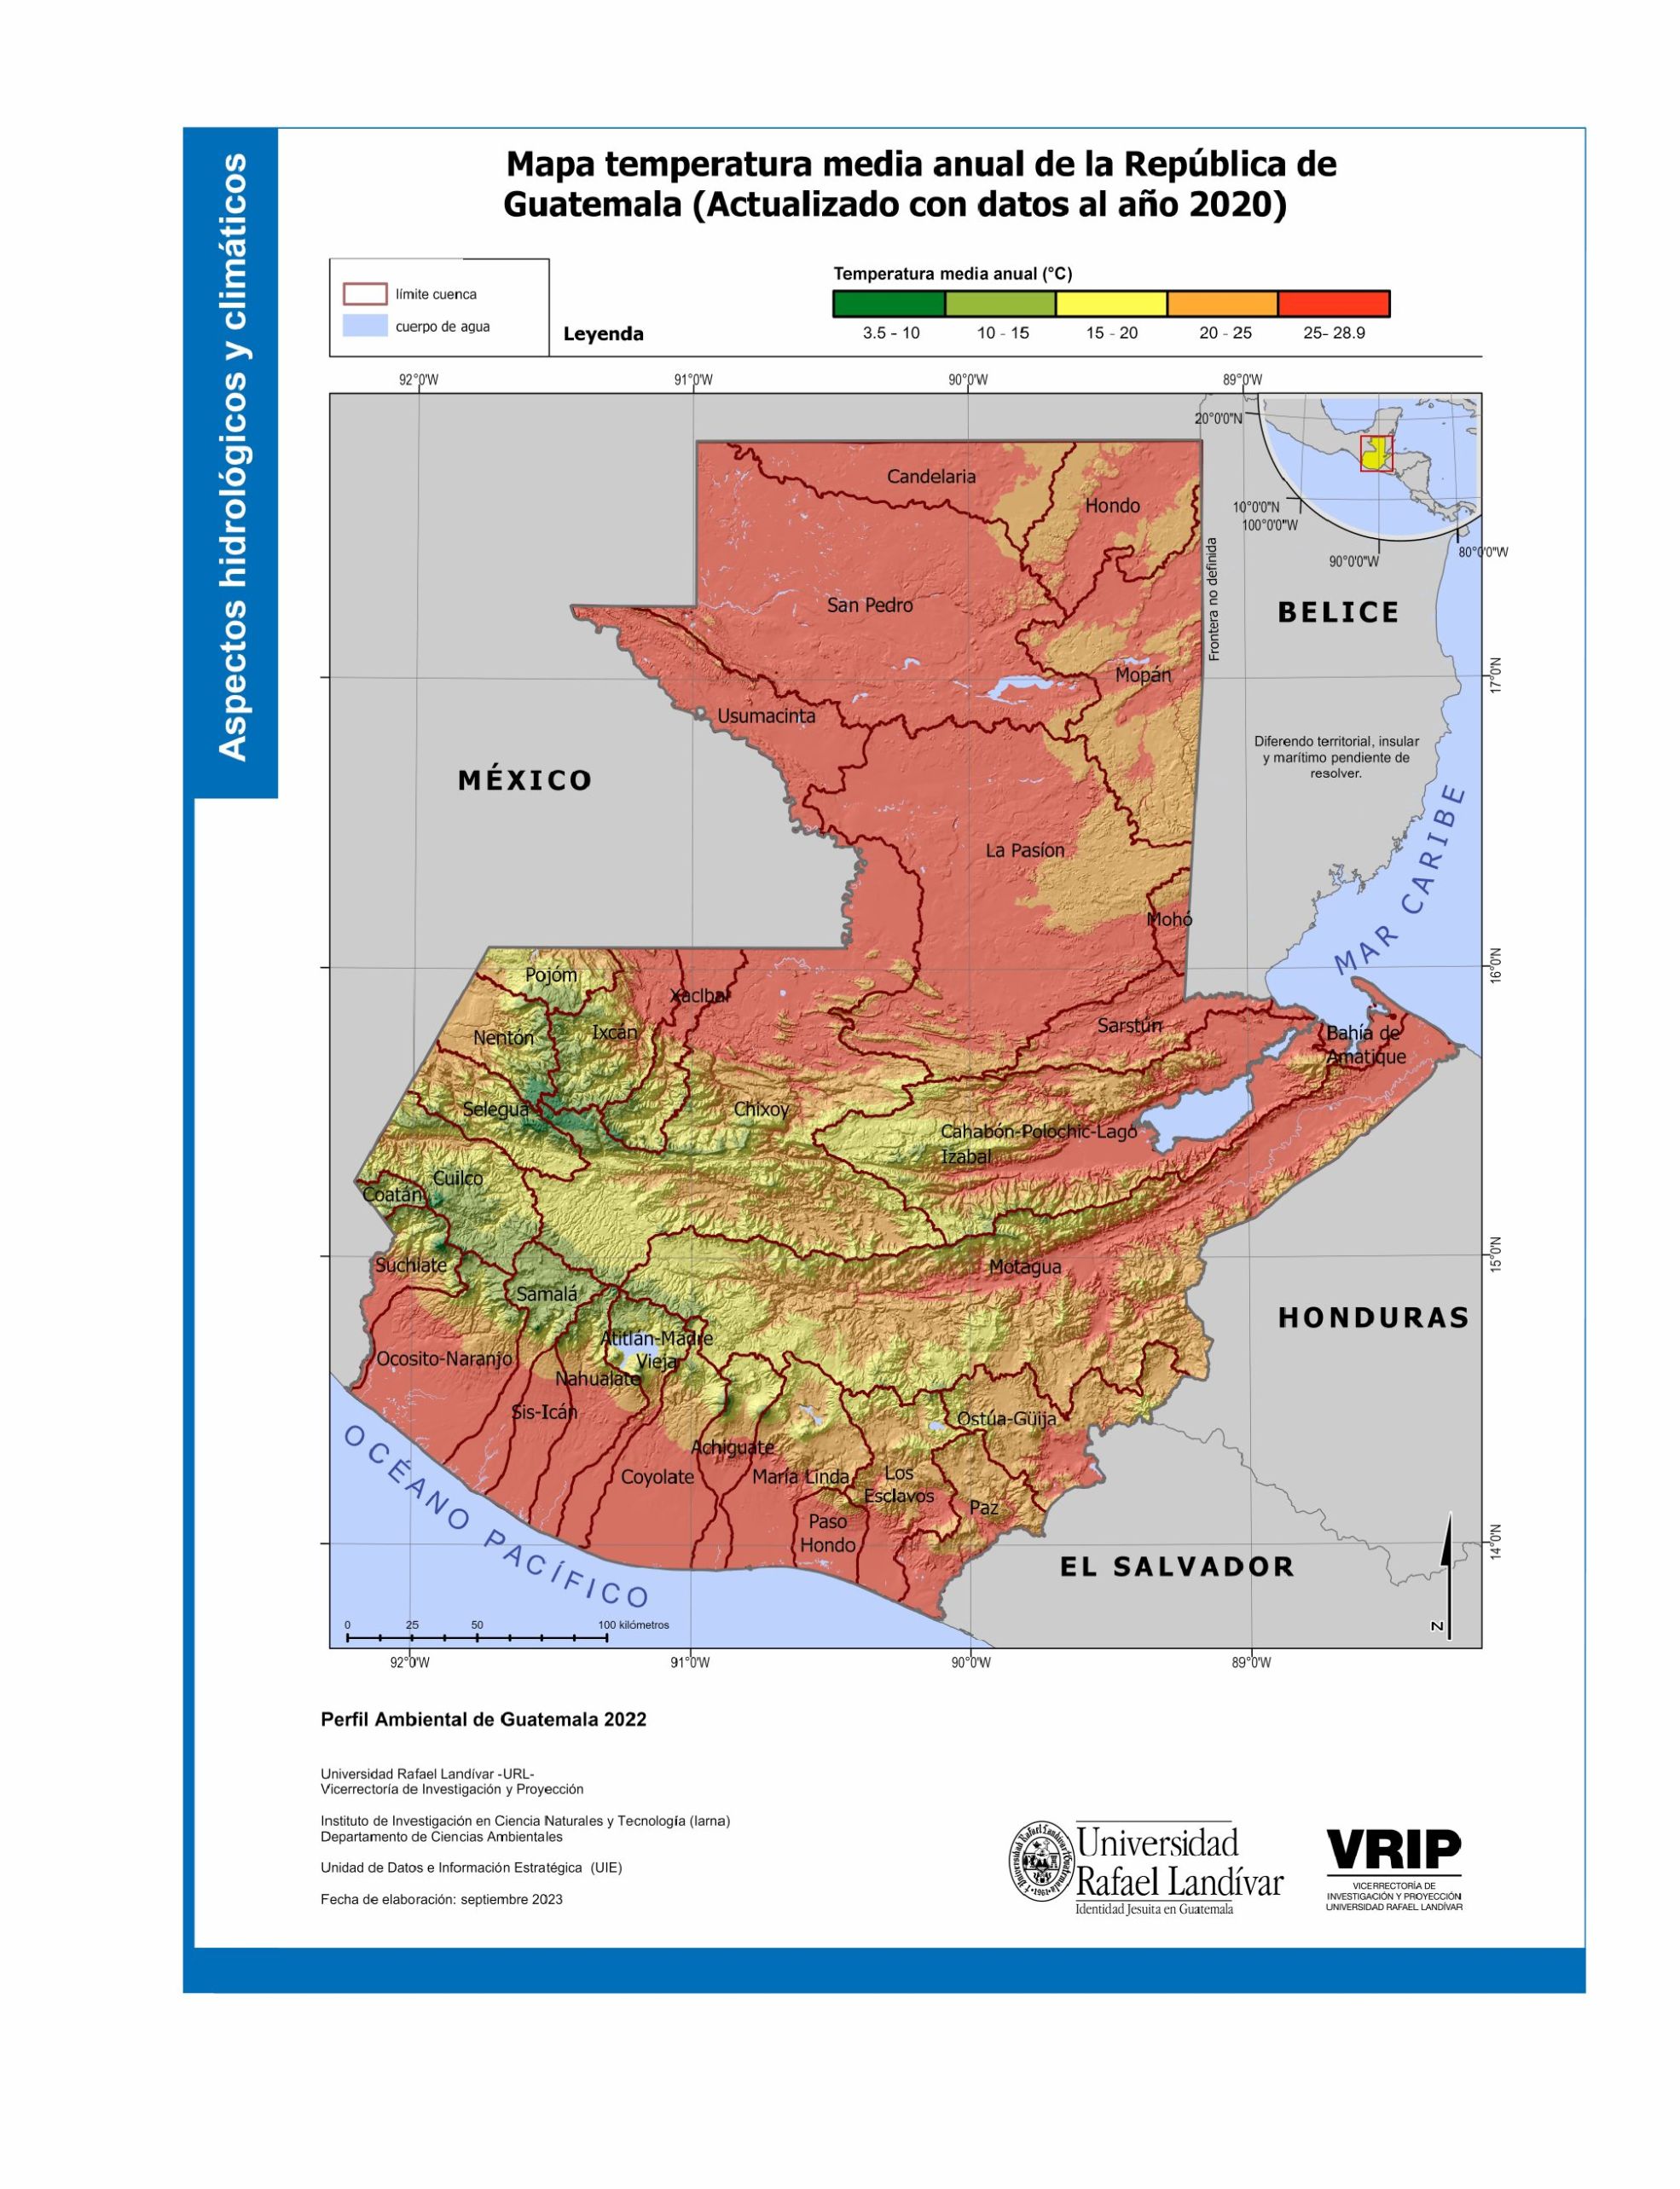 Aspectos hidrológicos y climáticos
Mapa temperatura media anual de la República de
Guatemala (Actualizado con datos al año 2020)
límite cuenca
cuerpo de agua
Leyenda
Temperatura media anual (°C)
3.5 - 10
10 - 15
15 - 20
20 - 25
25- 28.9
92°0'W
91°0'W
90°0'W
89°0'W
20°0'0"N
10°0'0"N
100°0'0"W
90°0'0"W
80°0'0"W
Candelaria
Hondo
Frontera no definida
San Pedro
BELICE
Mopán
17°0'N
Usumacinta
Diferendo territorial, insular
y marítimo pendiente de
resolver.
MÉXICO
La Pasíon
MAR CARIBE
Mohó
16°0'N
Pojóm
Xaclbal
Nentón
Ixcán
Sarstún
Bahía de
Amatique
Selegua
Chixoy
Cahabón-Polochic-Lago
Izabal
Cuilco
Coatán
15°0'N
Suchiate
Motagua
Samalá
HONDURAS
Atitlán-Madre
Vieja
Ocosito-Naranjo
Nahualate
Sis-Icán
Ostúa-Güija
Achiguate
Coyolate
María Linda
Los
Esclavos
Paz
Paso
Hondo
14°0'N
OCÉANO PACÍFICO
EL SALVADOR
0 25 50 100 kilómetros
N
92°0'W
91°0'W
90°0'W
89°0'W
Perfil Ambiental de Guatemala 2022
Universidad Rafael Landívar -URL-
Vicerrectoría de Investigación y Proyección
Instituto de Investigación en Ciencia Naturales y Tecnología (Iarna)
Departamento de Ciencias Ambientales
Unidad de Datos e Información Estratégica (UIE)
Fecha de elaboración: septiembre 2023
Universidad
Rafael Landívar
Identidad Jesuita en Guatemala
VRIP
VICERRECTORÍA DE
INVESTIGACIÓN Y PROYECCIÓN
UNIVERSIDAD RAFAEL LANDÍVAR